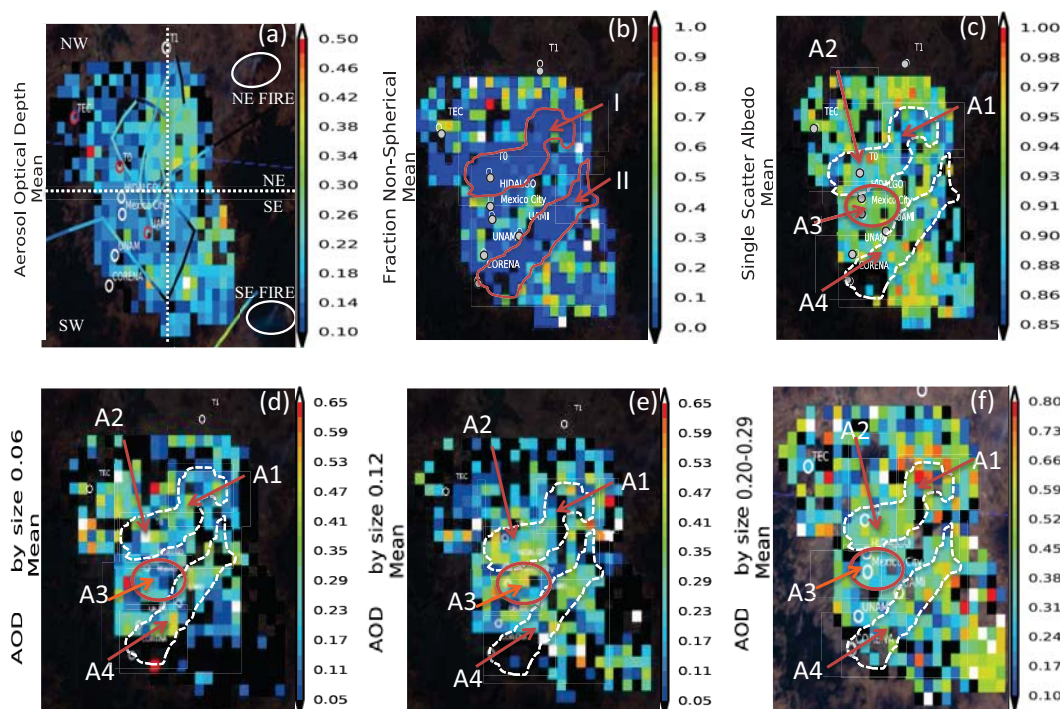 (a)
NW
T1
NE FIRE
TEC
T0
HIDALGO
Mexico City
NE
SE
UAMI
UNAM
CORENA
SE FIRE
SW
Aerosol Optical Depth
Mean
0.50
0.46
0.42
0.38
0.34
0.30
0.26
0.22
0.18
0.14
0.10
(b)
T1
I
TEC
T0
HIDALGO
II
Mexico City
UAMI
UNAM
CORENA
Fraction Non-Spherical
Mean
1.0
0.9
0.8
0.7
0.6
0.5
0.4
0.3
0.2
0.1
0.0
(c)
A2
T1
A1
TEC
T0
HIDALGO
Mexico City
A3
UAMI
UNAM
CORENA
A4
Single Scatter Albedo
Mean
1.00
0.98
0.97
0.96
0.94
0.93
0.91
0.91
0.88
0.86
0.85
(d)
T1
A2
A1
TEC
A3
A4
AOD by size 0.06
Mean
0.65
0.59
0.53
0.47
0.41
0.35
0.29
0.23
0.17
0.11
0.05
(e)
T1
A2
A1
TEC
A3
A4
AOD by size 0.12
Mean
0.65
0.59
0.53
0.47
0.41
0.35
0.29
0.23
0.17
0.11
0.05
(f)
A2
A1
TEC
Mexico City
A3
UNAM
CORENA
A4
AOD by size 0.20-0.29
Mean
0.80
0.73
0.67
0.59
0.52
0.45
0.38
0.31
0.24
0.17
0.10